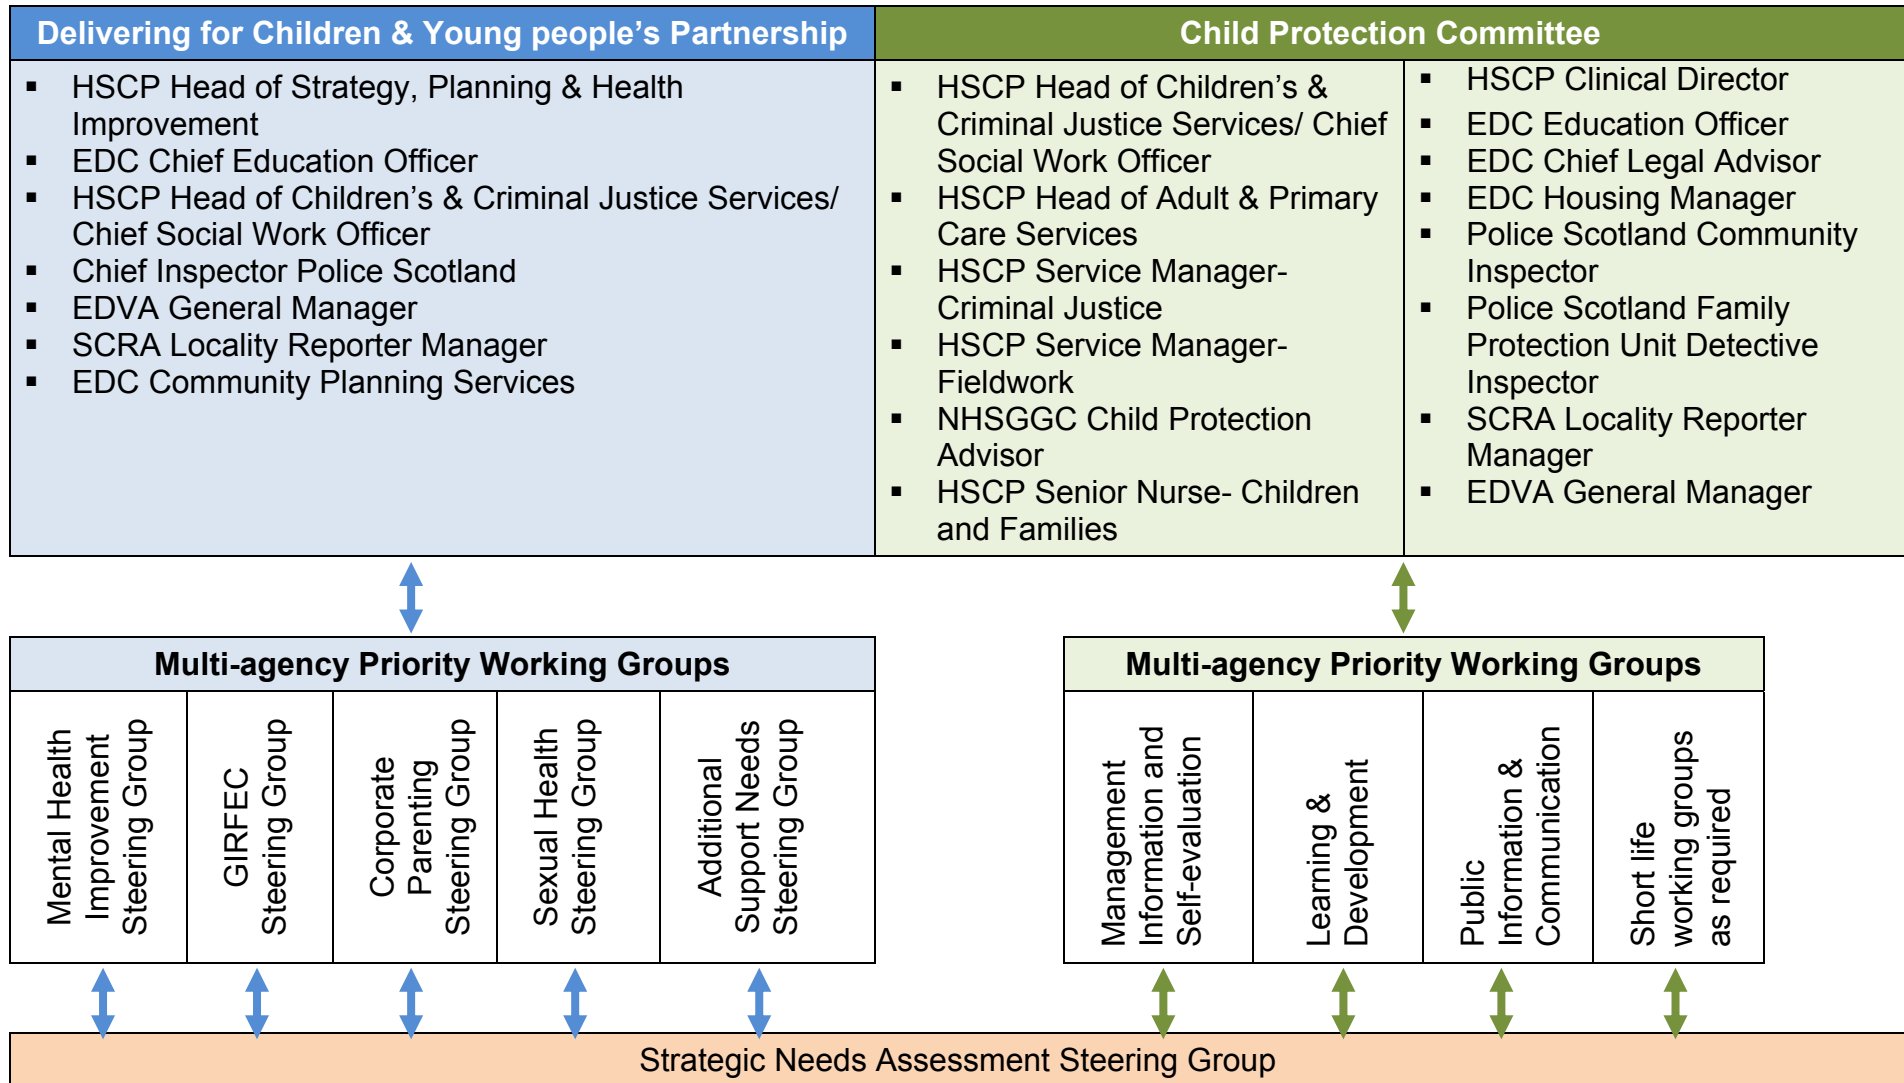 Delivering for Children & Young people’s Partnership
▪ HSCP Head of Strategy, Planning & Health
Improvement
▪ EDC Chief Education Officer
▪ HSCP Head of Children’s & Criminal Justice Services/
Chief Social Work Officer
▪ Chief Inspector Police Scotland
▪ EDVA General Manager
▪ SCRA Locality Reporter Manager
▪ EDC Community Planning Services
Child Protection Committee
▪ HSCP Head of Children’s &
Criminal Justice Services/ Chief
Social Work Officer
▪ HSCP Head of Adult & Primary
Care Services
▪ HSCP Service Manager-
Criminal Justice
▪ HSCP Service Manager-
Fieldwork
▪ NHSGGC Child Protection
Advisor
▪ HSCP Senior Nurse- Children
and Families
▪ HSCP Clinical Director
▪ EDC Education Officer
▪ EDC Chief Legal Advisor
▪ EDC Housing Manager
▪ Police Scotland Community
Inspector
▪ Police Scotland Family
Protection Unit Detective
Inspector
▪ SCRA Locality Reporter
Manager
▪ EDVA General Manager
Multi-agency Priority Working Groups
Mental Health
Improvement
Steering Group
GIRFEC
Steering Group
Corporate
Parenting
Steering Group
Sexual Health
Steering Group
Additional
Support Needs
Steering Group
Multi-agency Priority Working Groups
Management
Information and
Self-evaluation
Learning &
Development
Public
Information &
Communication
Short life
working groups
as required
Strategic Needs Assessment Steering Group